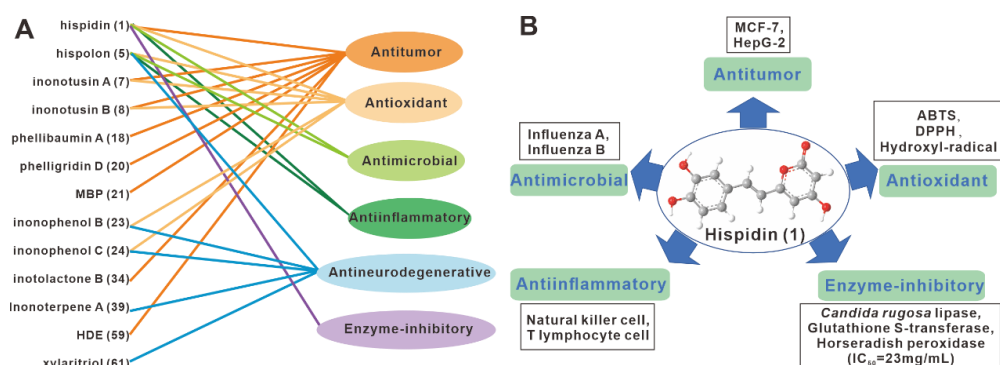 A
hispidin (1)
hispolon (5)
inonotusin A (7)
inonotusin B (8)
phellibaumin A (18)
phelligridin D (20)
MBP (21)
inonophenol B (23)
inonophenol C (24)
inotolactone B (34)
Inonoterpene A (39)
HDE (59)
xylaritriol (61)
Antitumor
Antioxidant
Antimicrobial
Antiinflammatory
Antineurodegenerative
Enzyme-inhibitory
B
MCF-7,
HepG-2
Antitumor
Influenza A,
Influenza B
Antimicrobial
ABTS,
DPPH ,
Hydroxyl-radical
Antioxidant
Hispidin (1)
Antiinflammatory
Natural killer cell,
T lymphocyte cell
Enzyme-inhibitory
Candida rugosa lipase,
Glutathione S-transferase,
Horseradish peroxidase
(IC₅₀=23mg/mL)